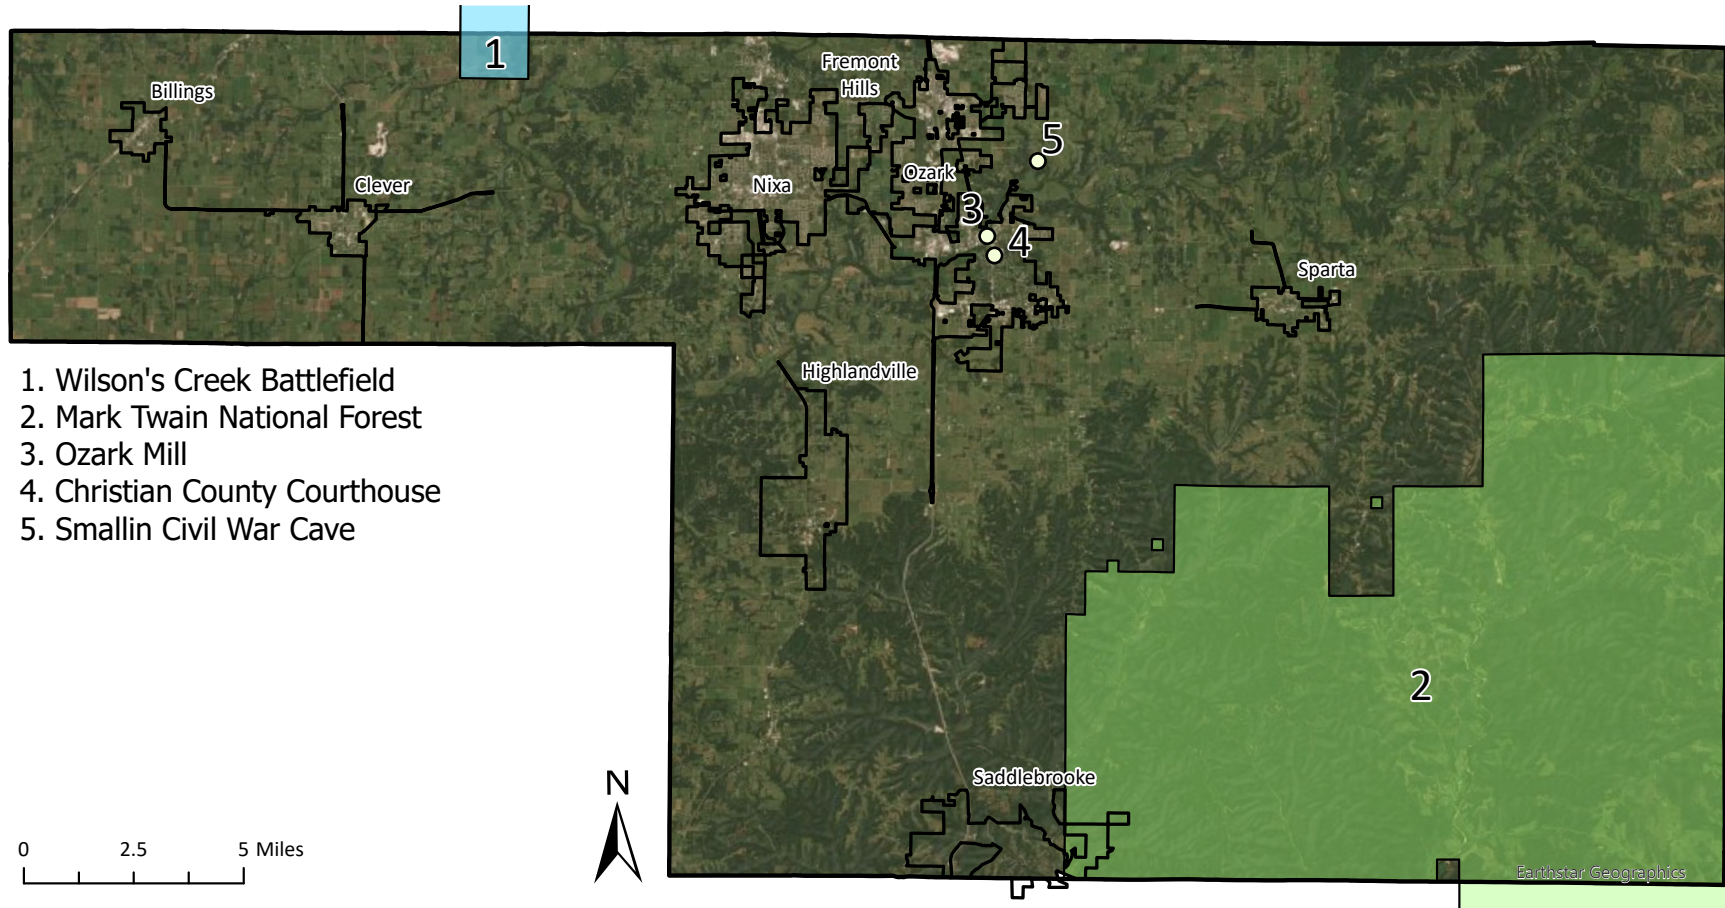 1
Fremont
Hills
Billings
5
Clever
Nixa
Ozark
3
4
Sparta
Highlandville
1. Wilson's Creek Battlefield
2. Mark Twain National Forest
3. Ozark Mill
4. Christian County Courthouse
5. Smallin Civil War Cave
2
Saddlebrooke
N
0 2.5 5 Miles
Earthstar Geographics